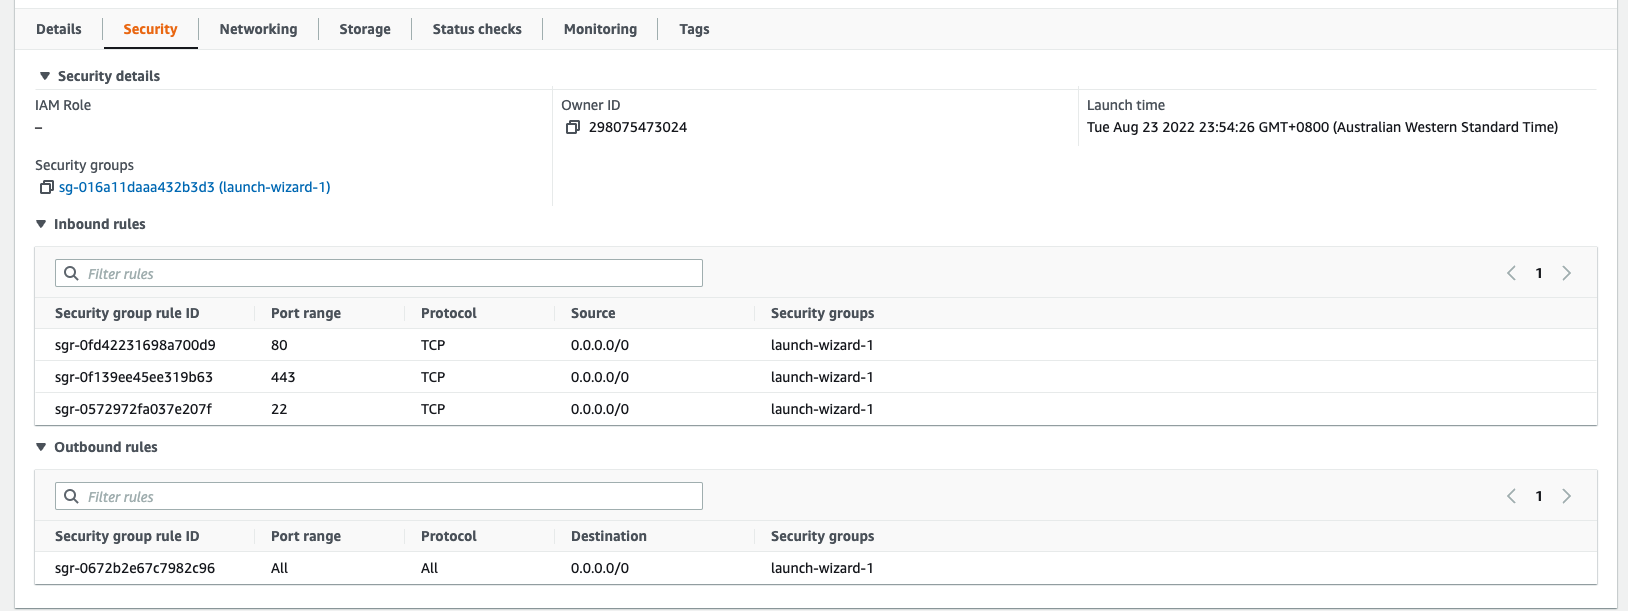 Details Security Networking Storage Status checks Monitoring Tags
Security details
IAM Role Owner ID Launch time
– 298075473024 Tue Aug 23 2022 23:54:26 GMT+0800 (Australian Western Standard Time)
Security groups
sg-016a11daaa432b3d3 (launch-wizard-1)
Inbound rules
Filter rules 1
Security group rule ID Port range Protocol Source Security groups
sgr-0fd42231698a700d9 80 TCP 0.0.0.0/0 launch-wizard-1
sgr-0f139ee45ee319b63 443 TCP 0.0.0.0/0 launch-wizard-1
sgr-0572972fa037e207f 22 TCP 0.0.0.0/0 launch-wizard-1
Outbound rules
Filter rules 1
Security group rule ID Port range Protocol Destination Security groups
sgr-0672b2e67c7982c96 All All 0.0.0.0/0 launch-wizard-1